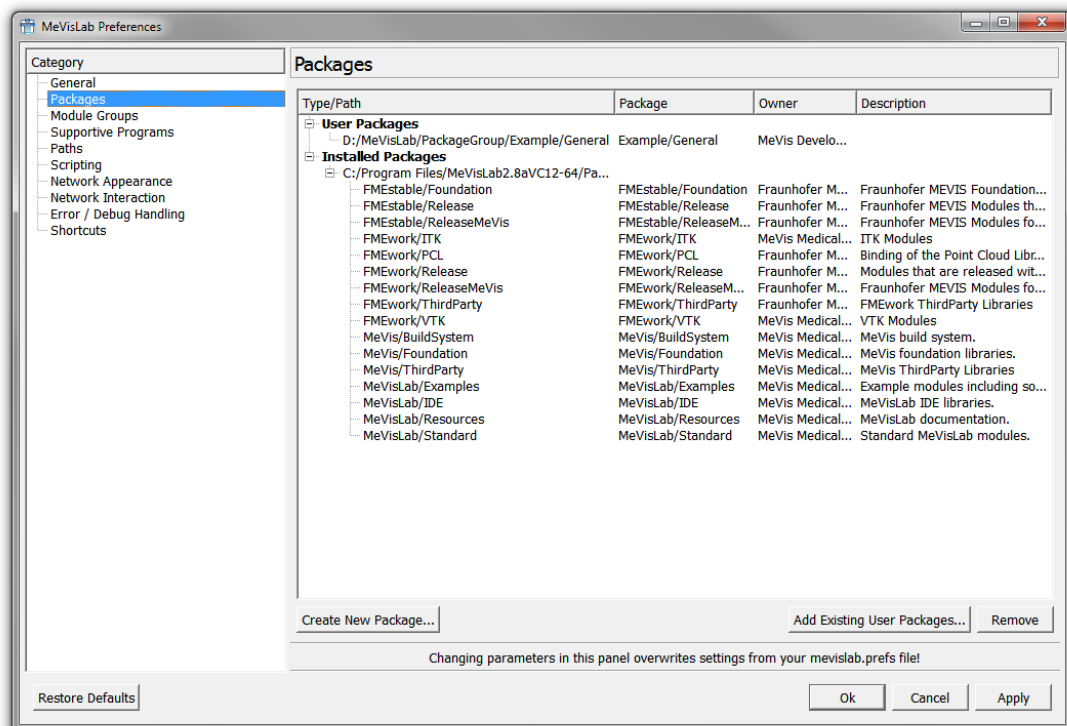 MeVisLab Preferences
Category
General
Packages
Module Groups
Supportive Programs
Paths
Scripting
Network Appearance
Network Interaction
Error / Debug Handling
Shortcuts
Packages
Type/Path Package Owner Description
User Packages
D:/MeVisLab/PackageGroup/Example/General Example/General MeVis Develo...
Installed Packages
C:/Program Files/MeVisLab2.8aVC12-64/Pa...
FMEstable/Foundation FMEstable/Foundation Fraunhofer M... Fraunhofer MEVIS Foundation...
FMEstable/Release FMEstable/Release Fraunhofer M... Fraunhofer MEVIS Modules th...
FMEstable/ReleaseMeVis FMEstable/ReleaseM... Fraunhofer M... Fraunhofer MEVIS Modules fo...
FMEwork/ITK FMEwork/ITK MeVis Medical... ITK Modules
FMEwork/PCL FMEwork/PCL Fraunhofer M... Binding of the Point Cloud Libr...
FMEwork/Release FMEwork/Release Fraunhofer M... Modules that are released wit...
FMEwork/ReleaseMeVis FMEwork/ReleaseM... Fraunhofer M... Fraunhofer MEVIS Modules fo...
FMEwork/ThirdParty FMEwork/ThirdParty Fraunhofer M... FMEwork ThirdParty Libraries
FMEwork/VTK FMEwork/VTK MeVis Medical... VTK Modules
MeVis/BuildSystem MeVis/BuildSystem MeVis Medical... MeVis build system.
MeVis/Foundation MeVis/Foundation MeVis Medical... MeVis foundation libraries.
MeVis/ThirdParty MeVis/ThirdParty MeVis Medical... MeVis ThirdParty Libraries
MeVisLab/Examples MeVisLab/Examples MeVis Medical... Example modules including so...
MeVisLab/IDE MeVisLab/IDE MeVis Medical... MeVisLab IDE libraries.
MeVisLab/Resources MeVisLab/Resources MeVis Medical... MeVisLab documentation.
MeVisLab/Standard MeVisLab/Standard MeVis Medical... Standard MeVisLab modules.
Create New Package... Add Existing User Packages... Remove
Changing parameters in this panel overwrites settings from your mevislab.prefs file!
Restore Defaults Ok Cancel Apply